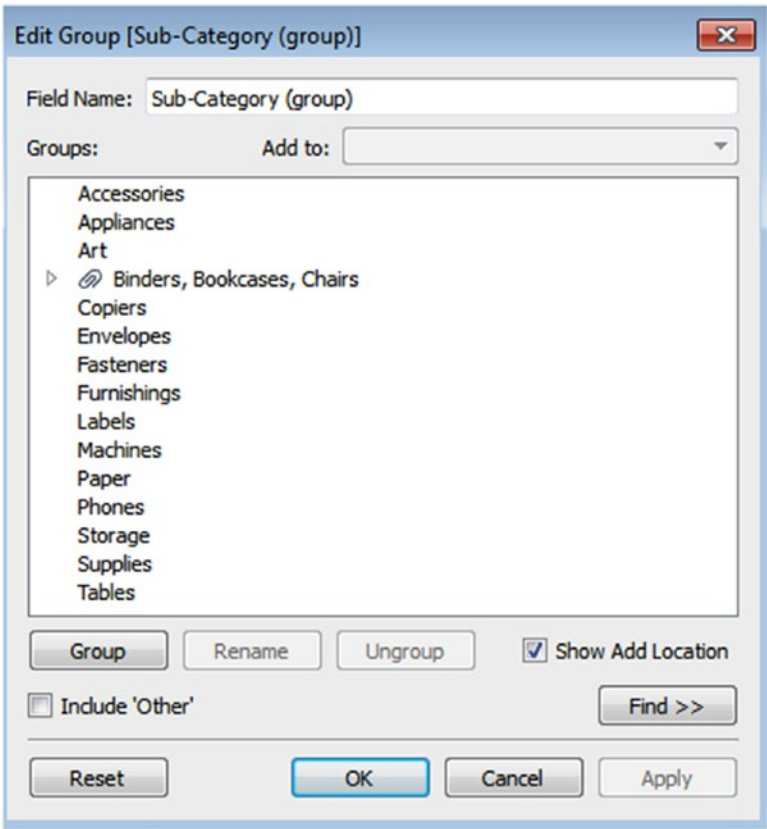 Edit Group [Sub-Category (group)]
Field Name: Sub-Category (group)
Groups: Add to:
Accessories
Appliances
Art
Binders, Bookcases, Chairs
Copiers
Envelopes
Fasteners
Furnishings
Labels
Machines
Paper
Phones
Storage
Supplies
Tables
Group Rename Ungroup Show Add Location
Include 'Other' Find >>
Reset OK Cancel Apply